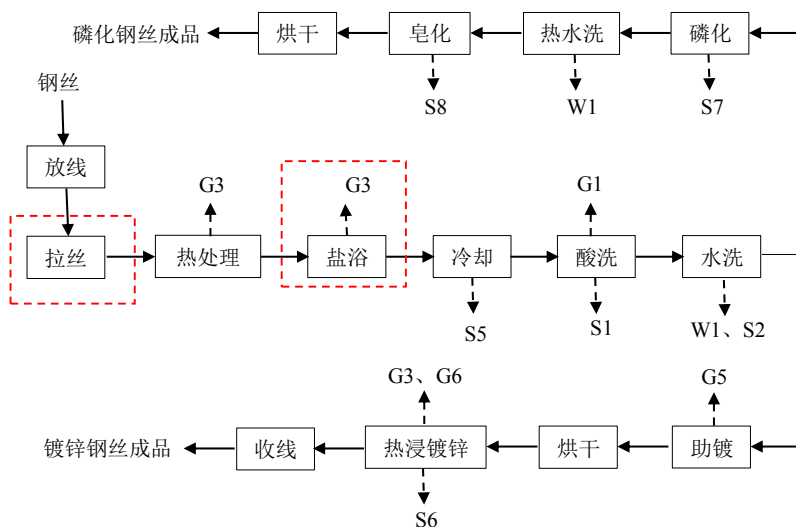 磷化钢丝成品 烘干 皂化 热水洗 磷化
S8 W1 S7
钢丝
放线
G3 G3 G1
拉丝 热处理 盐浴 冷却 酸洗 水洗
S5 S1 W1、S2
G3、G6 G5
镀锌钢丝成品 收线 热浸镀锌 烘干 助镀
S6